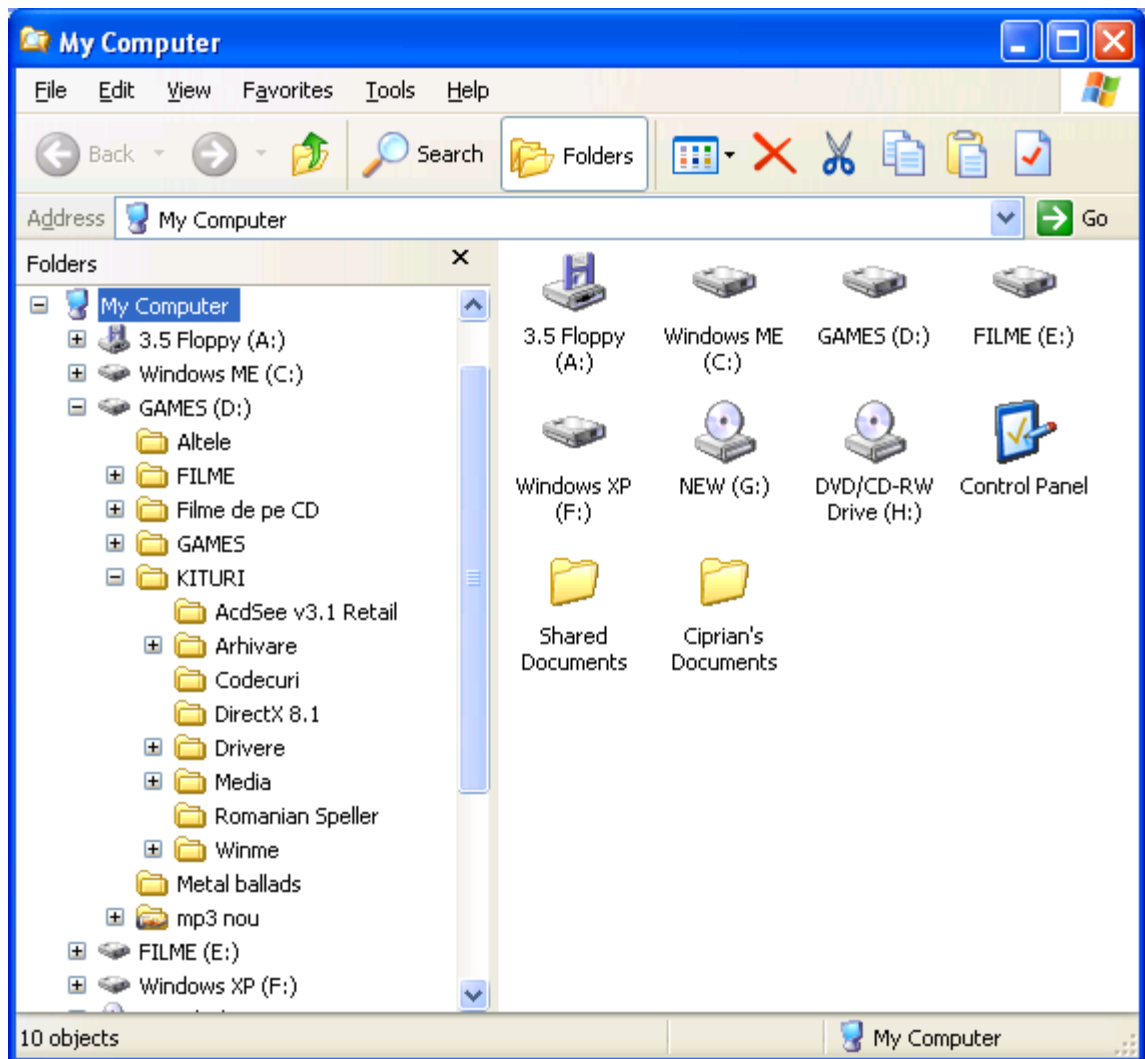 My Computer
File Edit View Favorites Tools Help
Back Search Folders
Address My Computer Go
Folders
My Computer
3.5 Floppy (A:)
Windows ME (C:)
GAMES (D:)
Altele
FILME
Filme de pe CD
GAMES
KITURI
AcdSee v3.1 Retail
Arhivare
Codecuri
DirectX 8.1
Drivere
Media
Romanian Speller
Winme
Metal ballads
mp3 nou
FILME (E:)
Windows XP (F:)
3.5 Floppy
(A:)
Windows ME
(C:)
GAMES (D:)
FILME (E:)
Windows XP
(F:)
NEW (G:)
DVD/CD-RW
Drive (H:)
Control Panel
Shared
Documents
Ciprian's
Documents
10 objects
My Computer